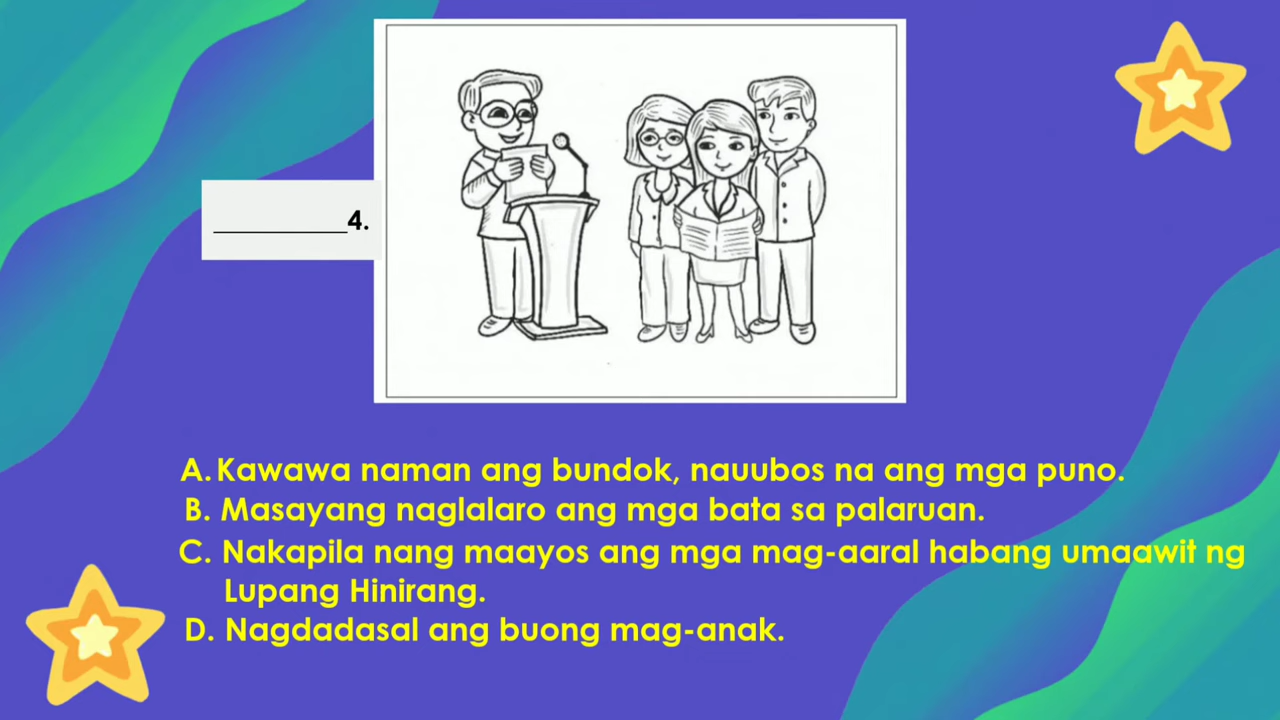 __________4.
A. Kawawa naman ang bundok, nauubos na ang mga puno.
B. Masayang naglalaro ang mga bata sa palaruan.
C. Nakapila nang maayos ang mga mag-aaral habang umaawit ng
Lupang Hinirang.
D. Nagdadasal ang buong mag-anak.